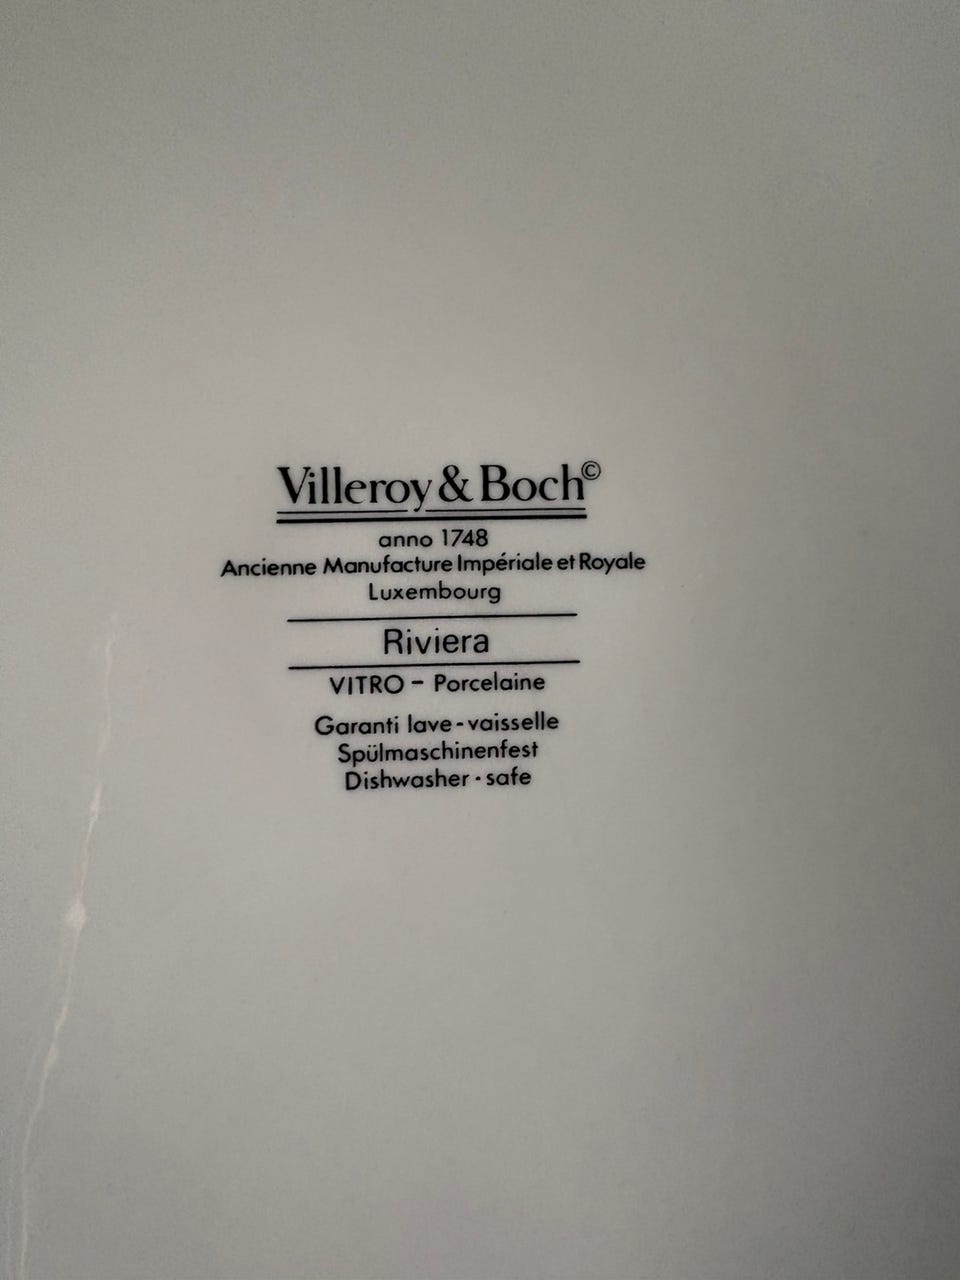 Villeroy & Boch©
anno 1748
Ancienne Manufacture Impériale et Royale
Luxembourg
Riviera
VITRO - Porcelaine
Garanti lave-vaisselle
Spülmaschinenfest
Dishwasher · safe